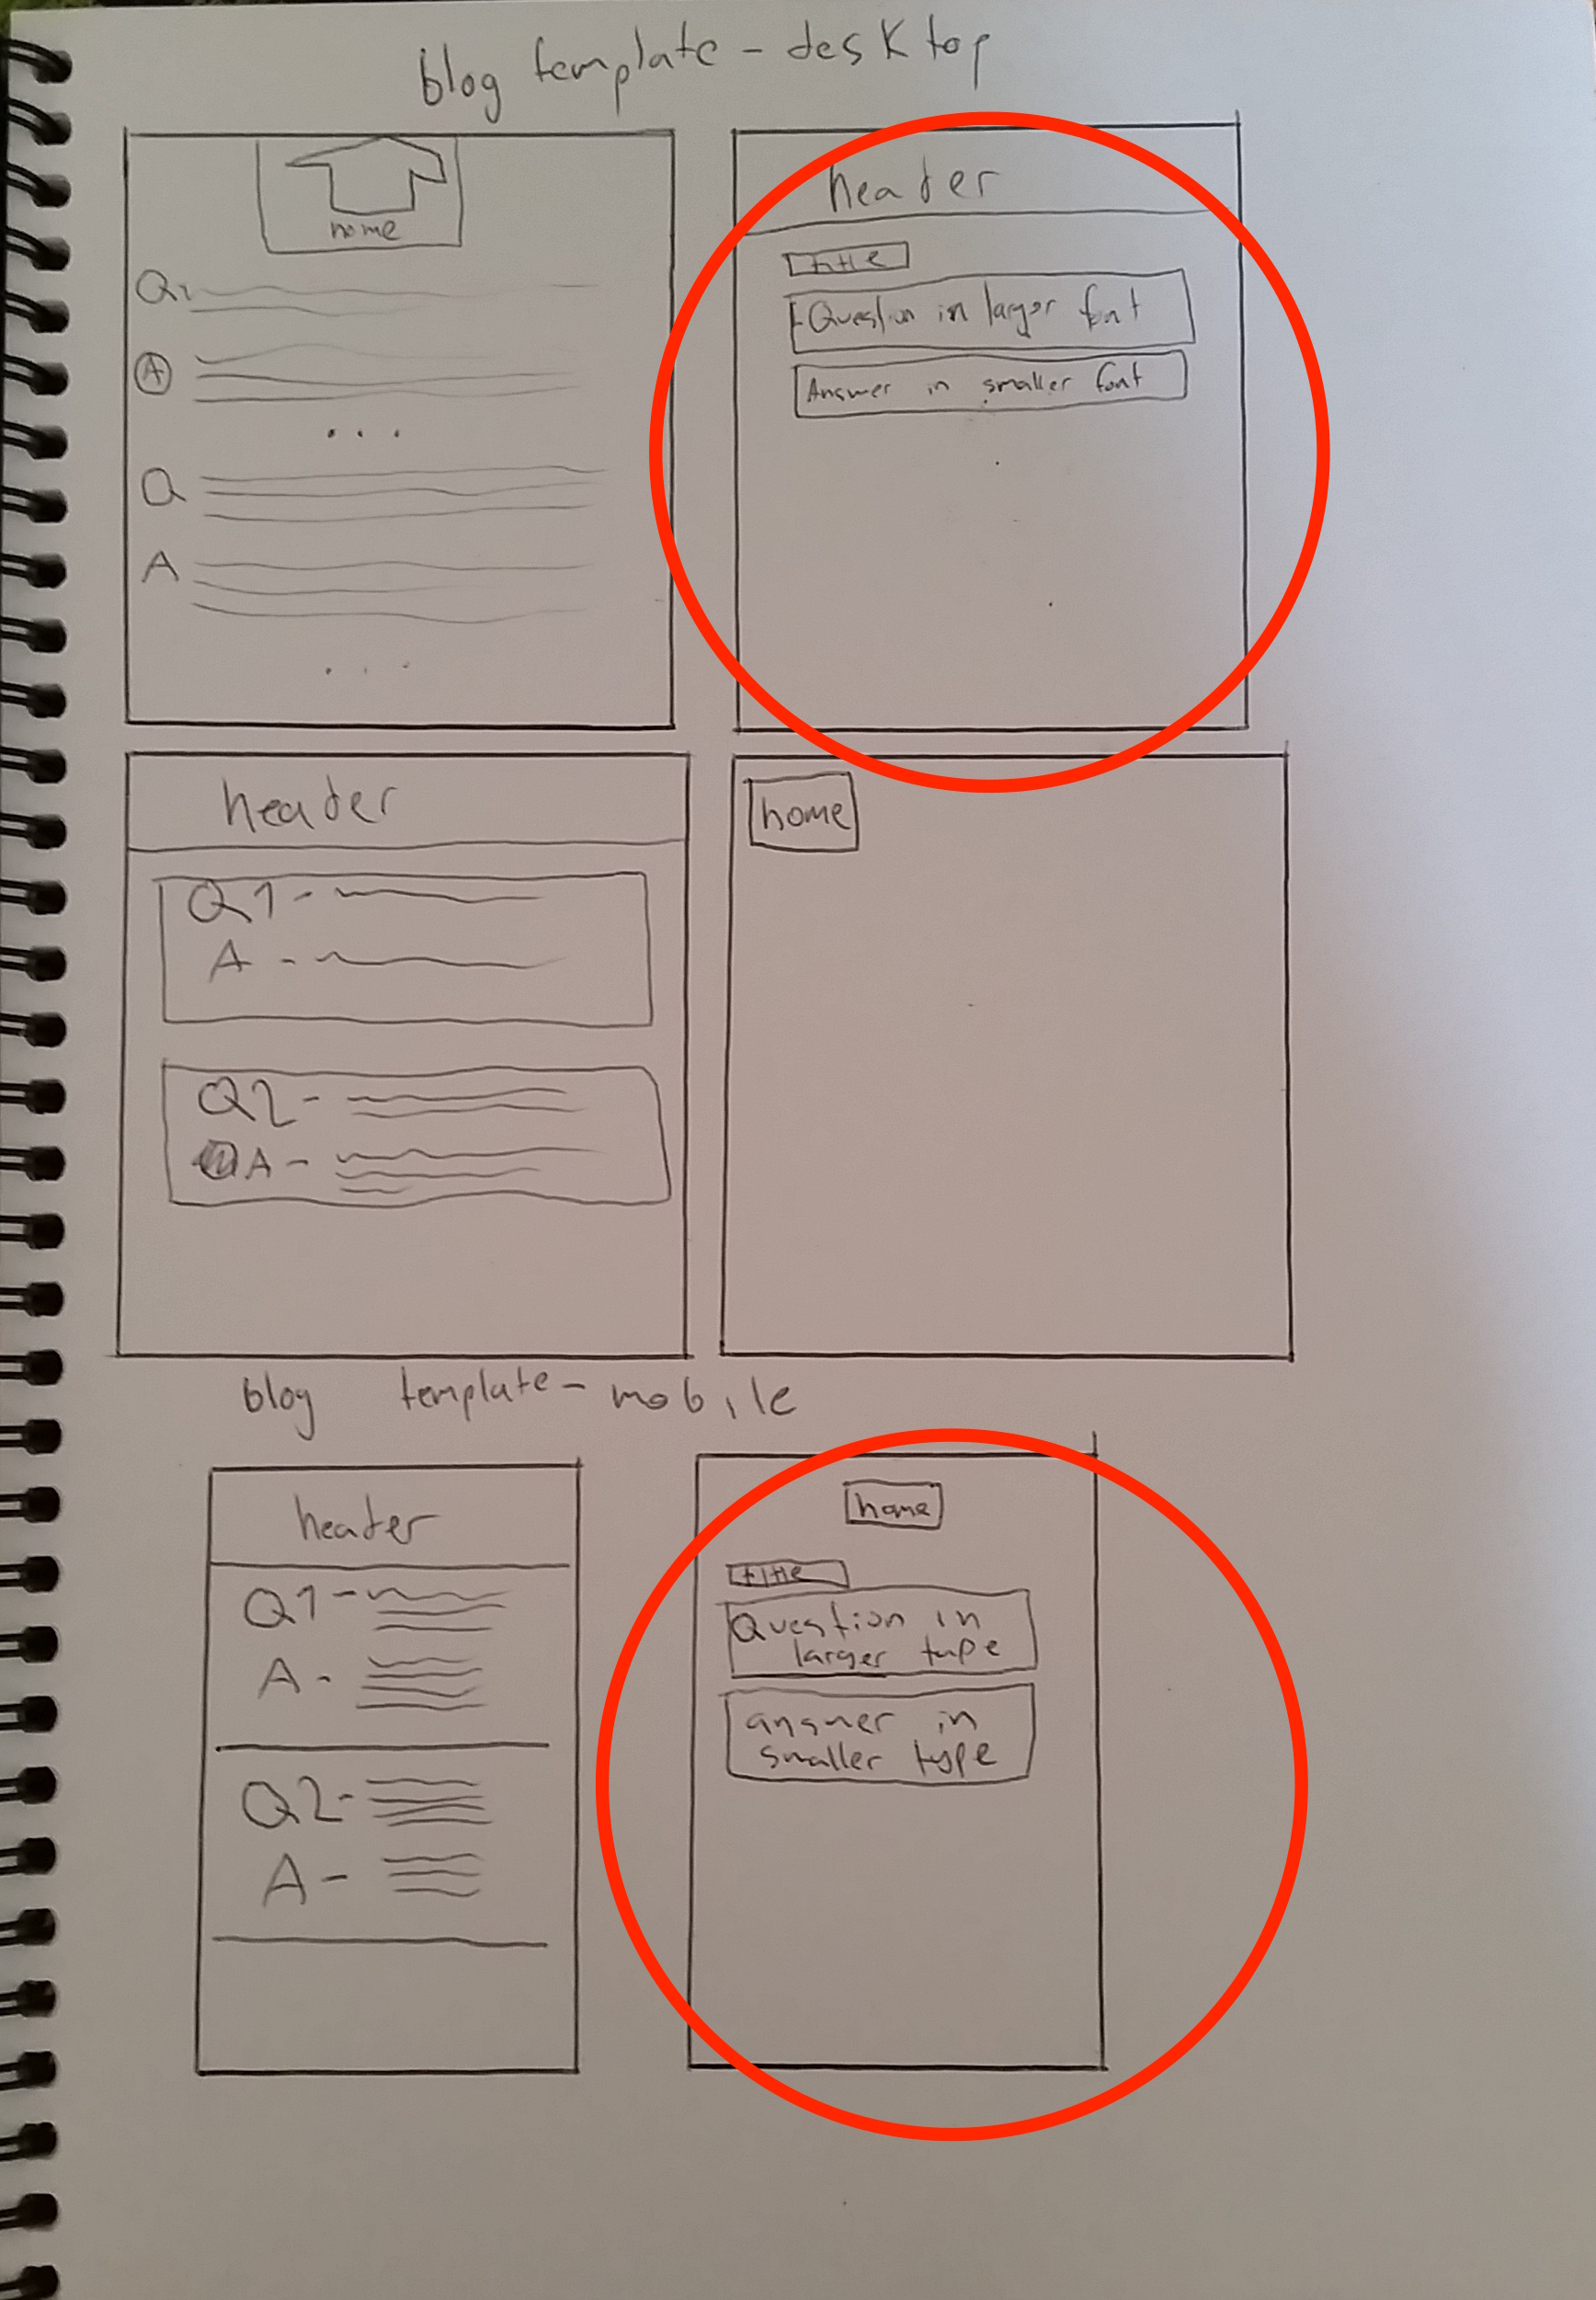 blog template - desktop
home
Q1
A
...
Q
A
...
header
title
Question in larger font
Answer in smaller font
header
Q1 -
A -
Q2 -
A -
home
blog template - mobile
header
Q1 -
A -
Q2 -
A -
home
title
Question in
larger type
answer in
smaller type